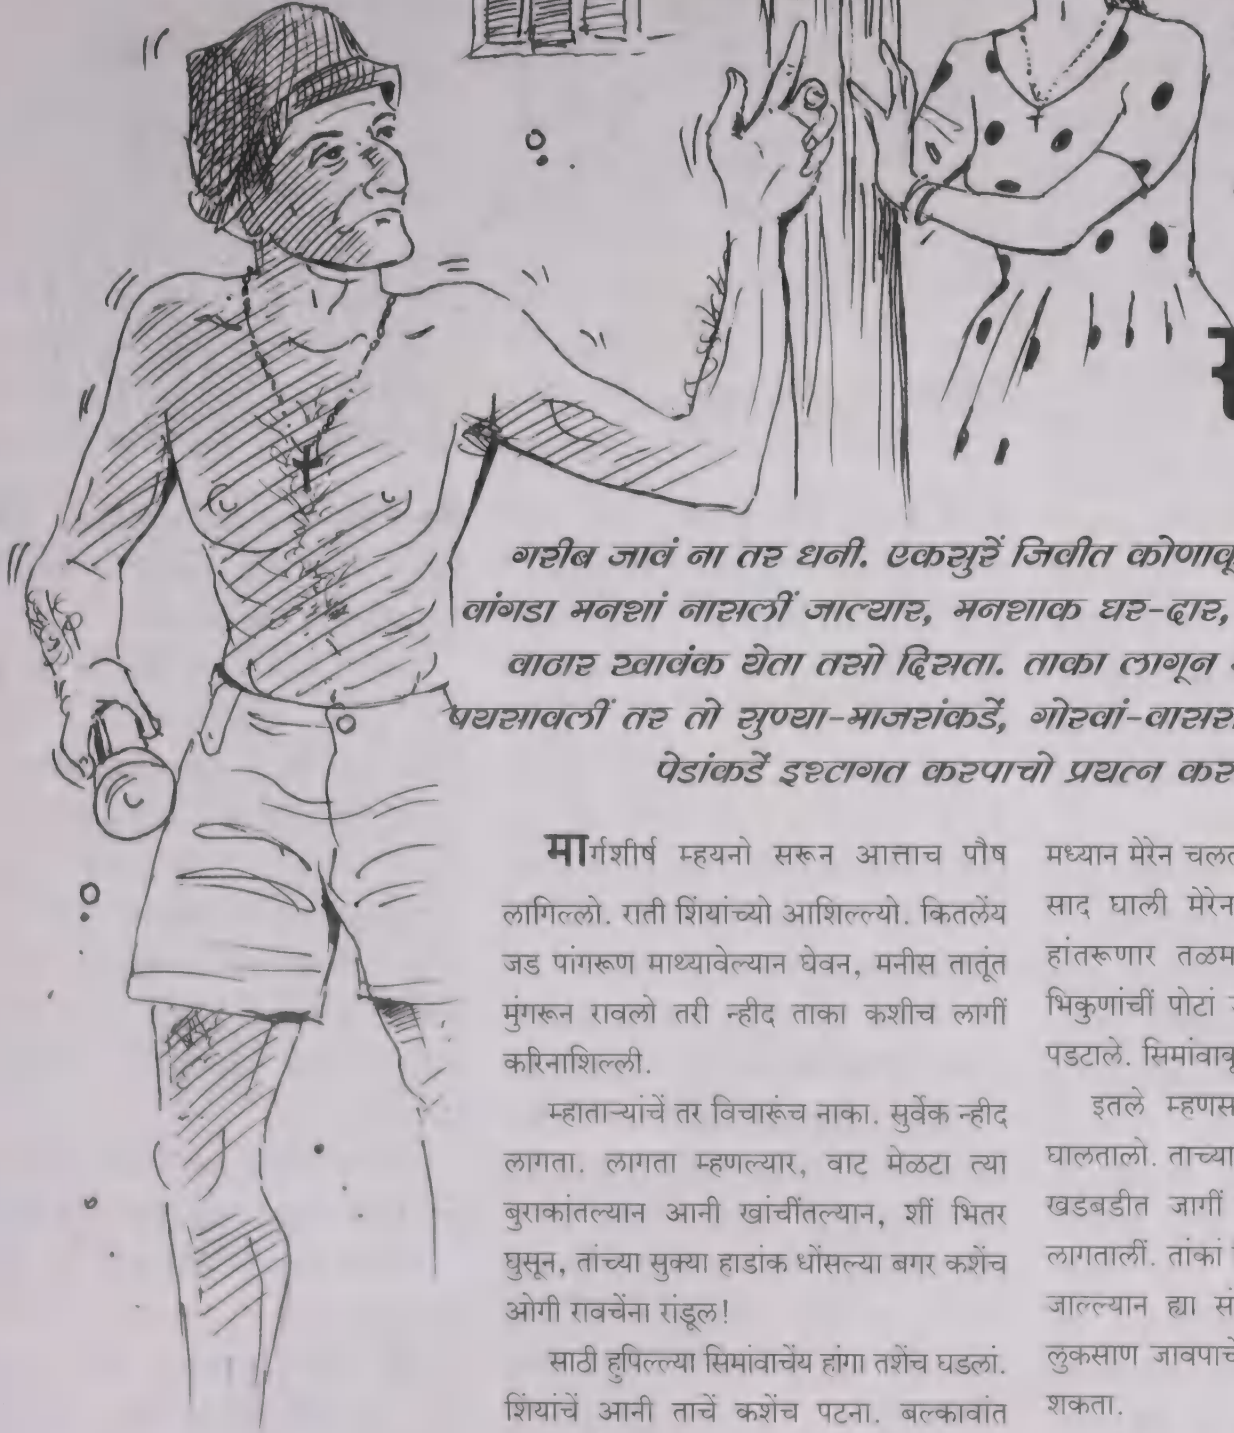 गरीब जावं ना तर धनी. एकसुरें जिवीत
वांगडा मनशां नासलीं जाल्यार, मनशाक घर-दार,
वाठार खावंक येता तसो दिसता. ताका लागून
पयसावलीं तर तो सुण्या-माजरांकडें, गोरवां-वासर
पेडांकडें इश्टागत करपाचो प्रयत्न कर
मार्गशीर्ष म्हयनो सरून आत्ताच पौष
लागिल्लो. राती शिंयांच्यो आशिल्ल्यो. कितलेंय
जड पांगरूण माथ्यावेल्यान घेवन, मनीस तातूंत
मुंगरून रावलो तरी न्हीद ताका कशीच लागीं
करिनाशिल्ली.
म्हाताऱ्यांचें तर विचारूंच नाका. सुर्वेक न्हीद
लागता. लागता म्हणल्यार, वाट मेळटा त्या
बुराकांतल्यान आनी खांचींतल्यान, शीं भितर
घुसून, तांच्या सुक्या हाडांक धोंसल्या बगर कशेंच
ओगी रावचेंना रांडूल!
साठी हुपिल्ल्या सिमांवाचेंय हांगा तशेंच घडलां.
शिंयांचें आनी ताचें कशेंच पटना. बल्कावांत
मध्यान मेरेन चलत
साद घाली मेरेन
हांतरूणार तळम
भिकुणांचीं पोटां
पडटाले. सिमांवाक
इतले म्हणस
घालतालो. ताच्या
खडबडीत जागीं
लागतालीं. तांकां
जाल्ल्यान ह्या
लुकसाण जावपाचें
शकता.